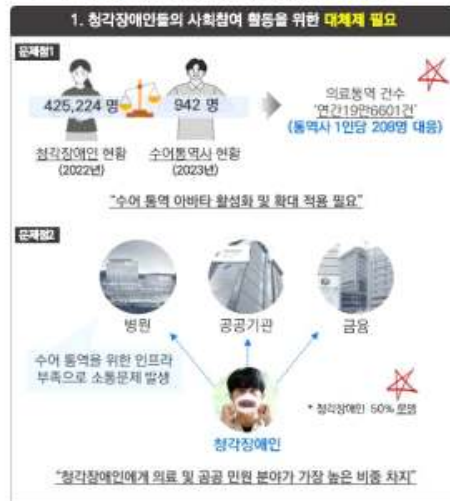 1. 청각장애인들의 사회참여 활동을 위한 대체제 필요
문제점1
425,224 명
942 명
청각장애인 현황
(2022년)
수어통역사 현황
(2023년)
의료통역 건수
'연간19만6601건'
(통역사 1인당 208명 대응)
"수어 통역 아바타 활성화 및 확대 적용 필요"
문제점2
병원
공공기관
금융
수어 통역을 위한 인프라
부족으로 소통문제 발생
청각장애인
* 청각장애인 50% 문맹
"청각장애인에게 의료 및 공공 민원 분야가 가장 높은 비중 차지"